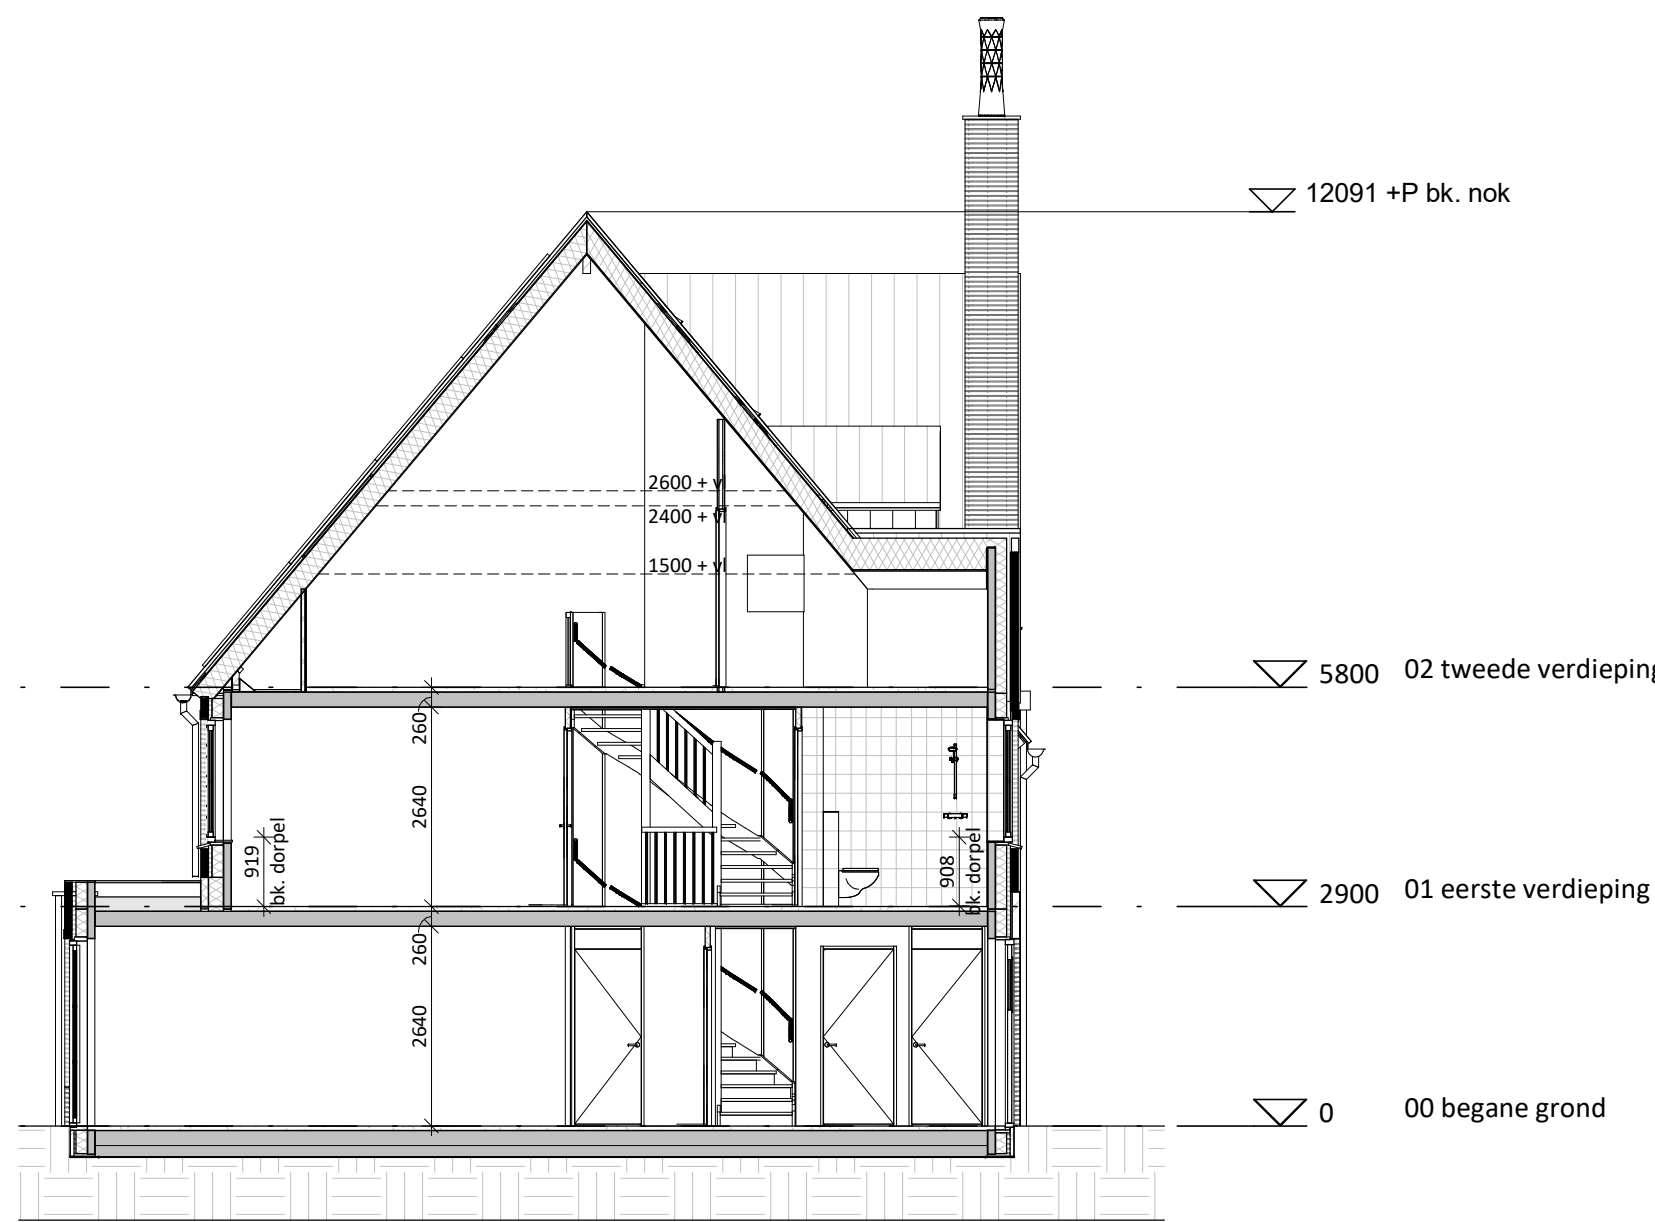 12091 +P bk. nok
2600 + v
2400 + vl
1500 + vl
5800 02 tweede verdieping
260
2640
919
bk. dorpel
908
bk. dorpel
2900 01 eerste verdieping
260
2640
0 00 begane grond